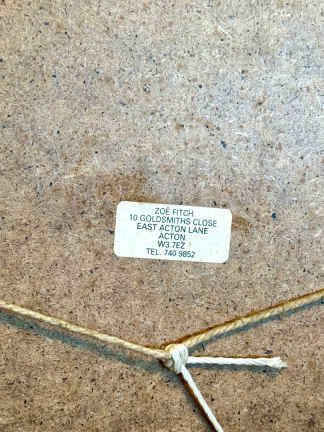 ZOË FITCH
10 GOLDSMITHS CLOSE
EAST ACTON LANE
ACTON
W3 7EZ
TEL. 740 9852